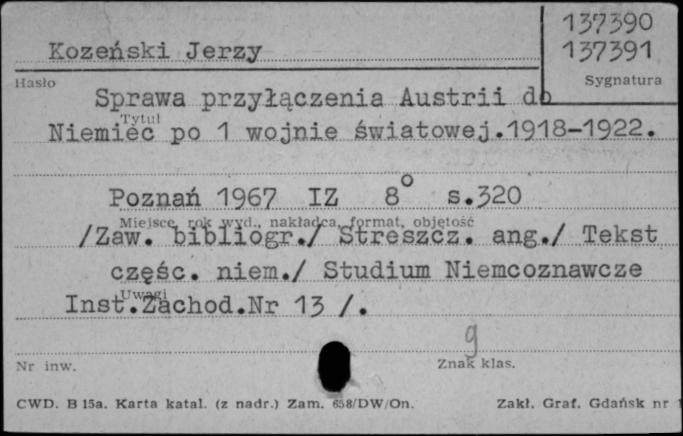 137390
Kozeński Jerzy 137391
Hasło Sygnatura
Sprawa przyłączenia Austrii do
Tytuł
Niemiec po 1 wojnie światowej.1918-1922.
Poznań 1967 IZ 8° s.320
Miejsce, rok wyd., nakładca, format, objętość
/Zaw. bibliogr./ Streszcz. ang./ Tekst
częśc. niem./ Studium Niemcoznawcze
Uwagi
Inst.Zachod.Nr 13 /.
g
Nr inw. Znak klas.
CWD. B 15a. Karta katal. (z nadr.) Zam. 658/DW/On. Zakł. Graf. Gdańsk nr 1